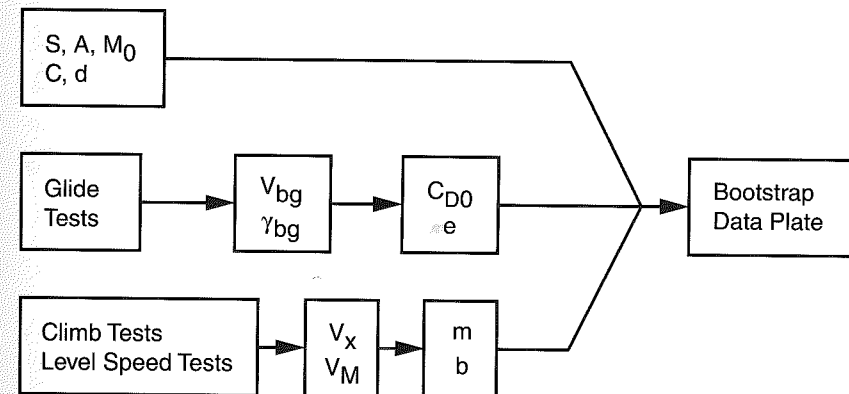 S, A, M0
C, d
Glide
Tests
Vbg
γbg
CD0
e
Bootstrap
Data Plate
Climb Tests
Level Speed Tests
Vx
VM
m
b